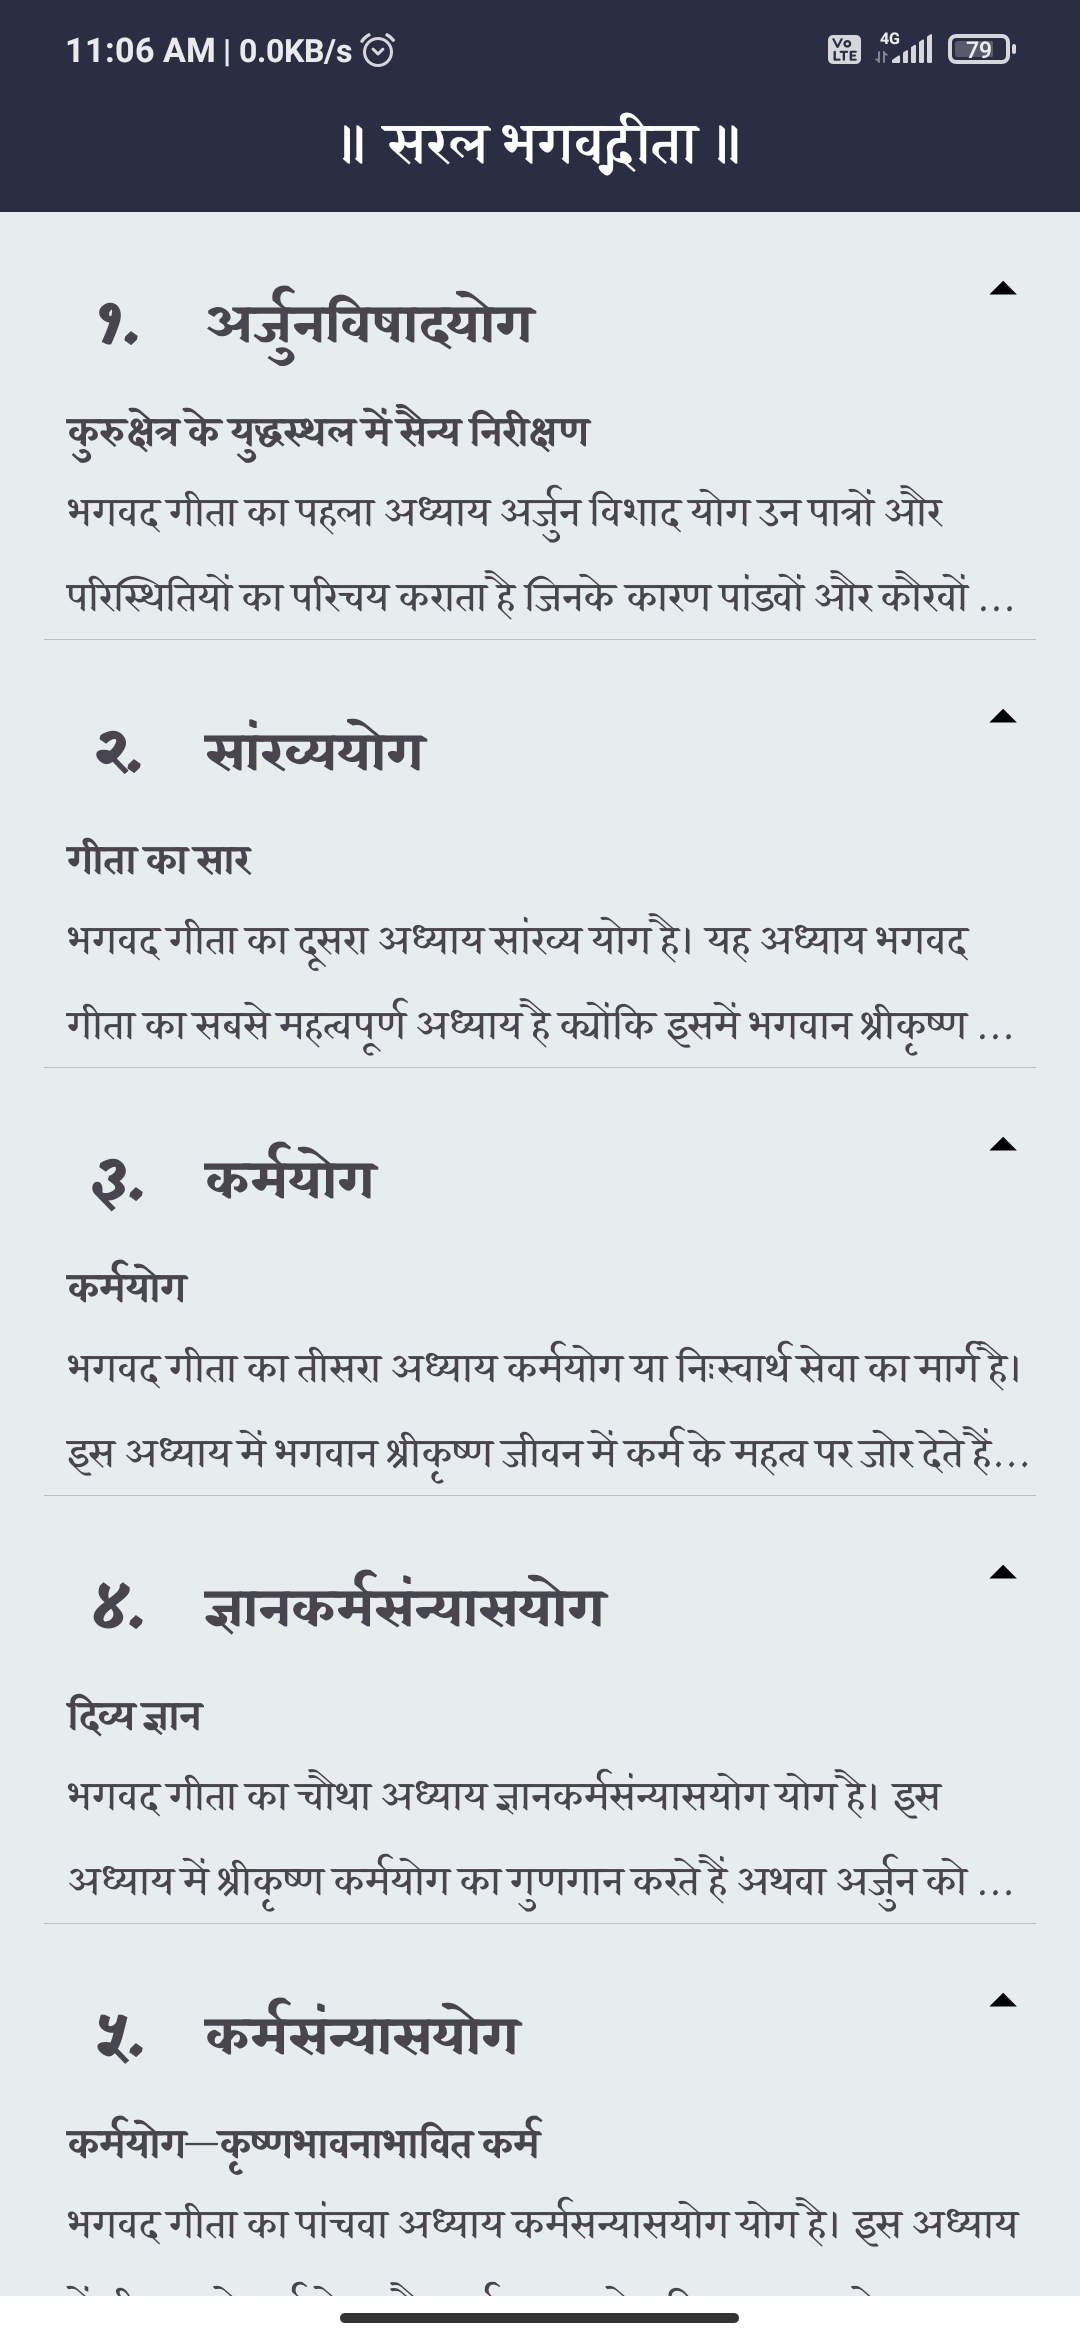 11:06 AM | 0.0KB/s
Vo LTE 4G 79
॥ सरल भगवद्गीता ॥
१. अर्जुनविषादयोग
कुरुक्षेत्र के युद्धस्थल में सैन्य निरीक्षण
भगवद गीता का पहला अध्याय अर्जुन विशाद योग उन पात्रों और
परिस्थितियों का परिचय कराता है जिनके कारण पांडवों और कौरवों ...
२. सांख्ययोग
गीता का सार
भगवद गीता का दूसरा अध्याय सांख्य योग है। यह अध्याय भगवद
गीता का सबसे महत्वपूर्ण अध्याय है क्योंकि इसमें भगवान श्रीकृष्ण ...
३. कर्मयोग
कर्मयोग
भगवद गीता का तीसरा अध्याय कर्मयोग या निःस्वार्थ सेवा का मार्ग है।
इस अध्याय में भगवान श्रीकृष्ण जीवन में कर्म के महत्व पर जोर देते हैं...
४. ज्ञानकर्मसंन्यासयोग
दिव्य ज्ञान
भगवद गीता का चौथा अध्याय ज्ञानकर्मसंन्यासयोग योग है। इस
अध्याय में श्रीकृष्ण कर्मयोग का गुणगान करते हैं अथवा अर्जुन को ...
५. कर्मसंन्यासयोग
कर्मयोग—कृष्णभावनाभावित कर्म
भगवद गीता का पांचवा अध्याय कर्मसन्यासयोग योग है। इस अध्याय